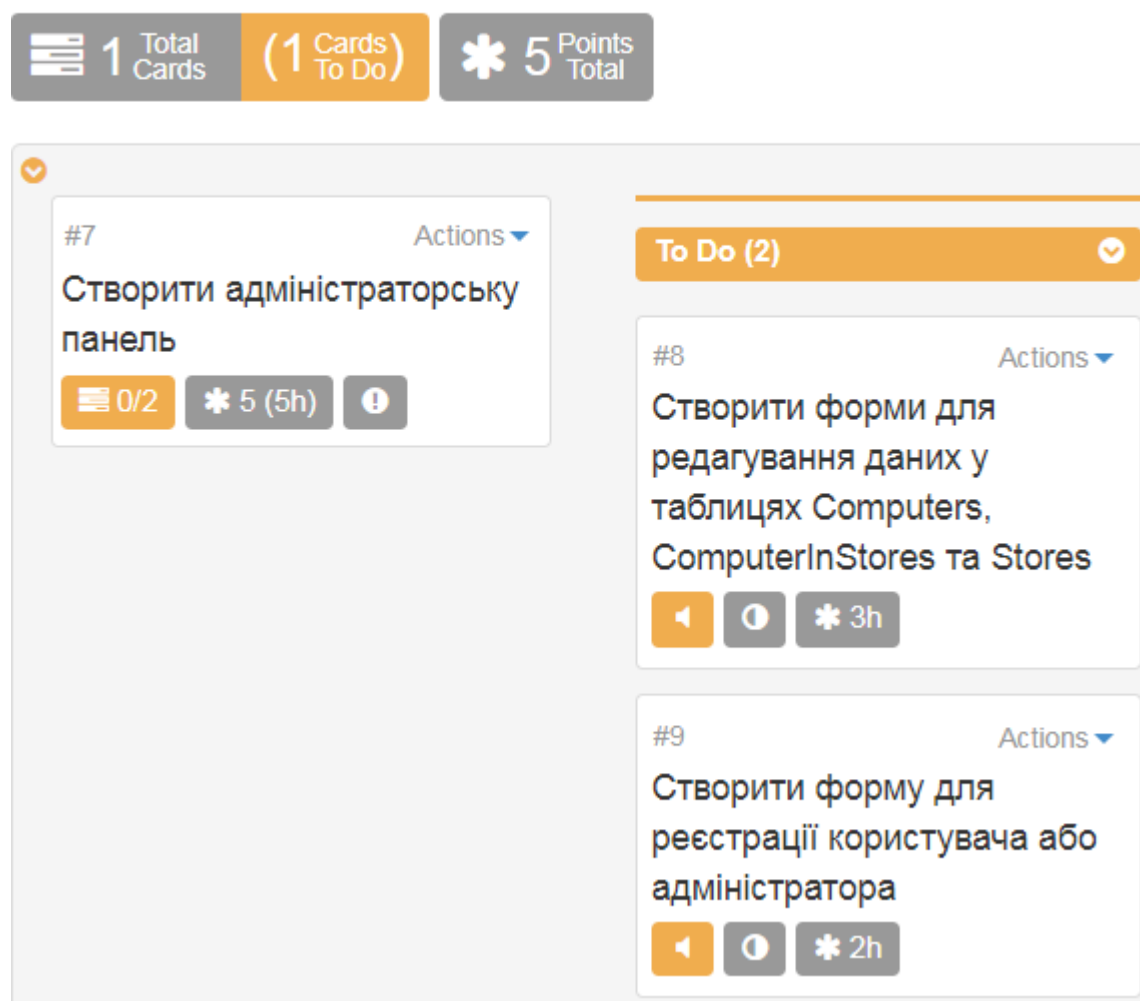 1 Total Cards (1 Cards To Do) 5 Points Total
#7 Actions
Створити адміністраторську
панель
0/2 5 (5h)
To Do (2)
#8 Actions
Створити форми для
редагування даних у
таблицях Computers,
ComputerInStores та Stores
3h
#9 Actions
Створити форму для
реєстрації користувача або
адміністратора
2h